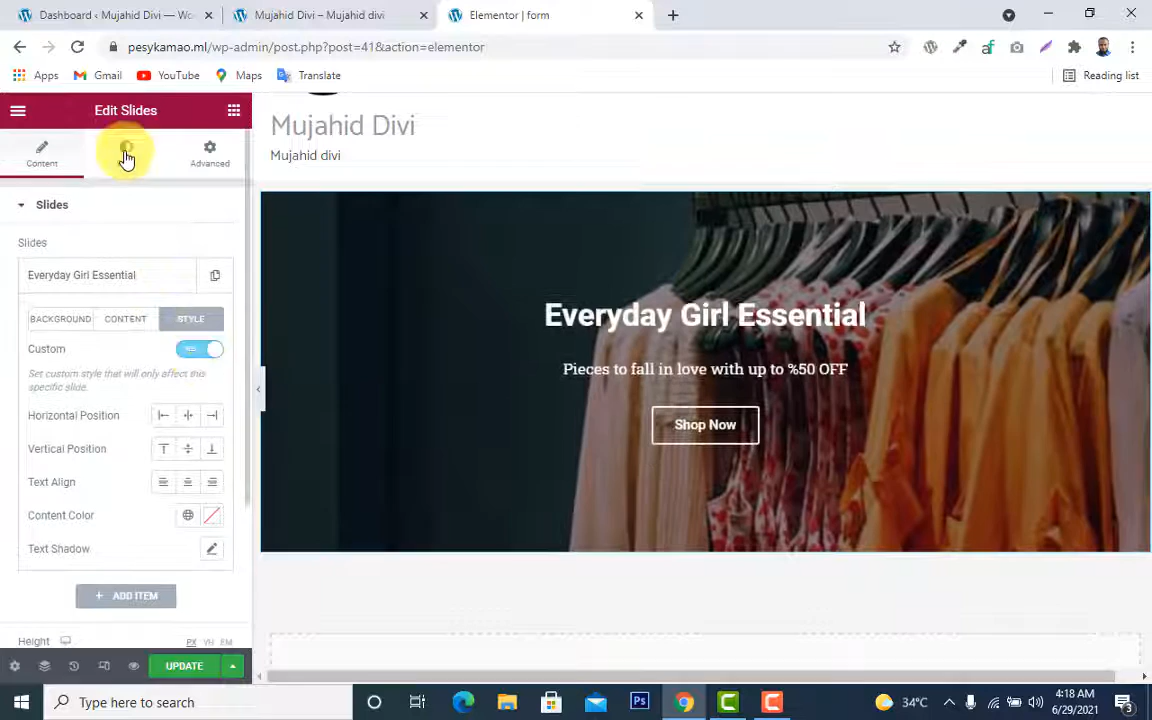 Dashboard ‹ Mujahid Divi — Wo
Mujahid Divi – Mujahid divi
Elementor | form
pesykamao.ml/wp-admin/post.php?post=41&action=elementor
Apps
Gmail
YouTube
Maps
Translate
Reading list
Edit Slides
Content
Advanced
Slides
Slides
Everyday Girl Essential
BACKGROUND
CONTENT
STYLE
Custom
YES
Set custom style that will only affect this
specific slide.
Horizontal Position
Vertical Position
Text Align
Content Color
Text Shadow
+ ADD ITEM
Height
PX
VH
EM
UPDATE
Mujahid Divi
Mujahid divi
Everyday Girl Essential
Pieces to fall in love with up to %50 OFF
Shop Now
Type here to search
Ps
34°C
4:18 AM
6/29/2021
3